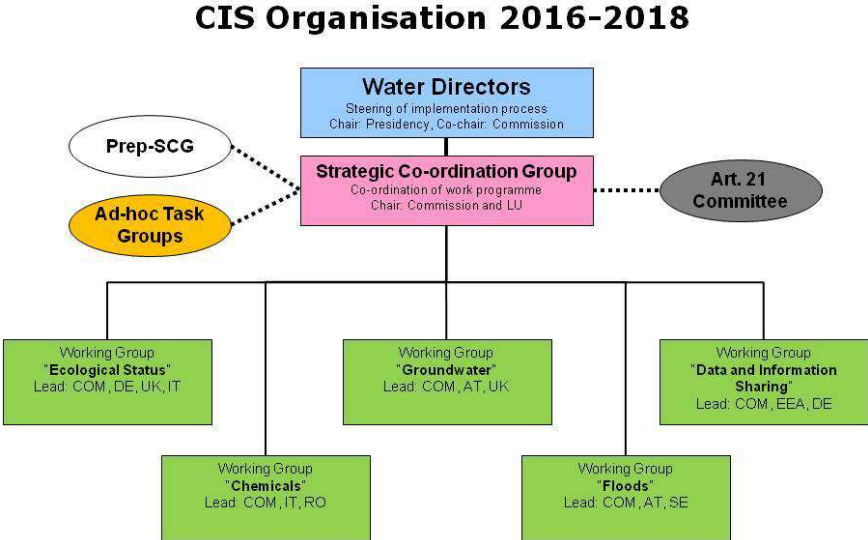 CIS Organisation 2016-2018
Water Directors
Steering of implementation process
Chair: Presidency, Co-chair: Commission
Prep-SCG
Strategic Co-ordination Group
Co-ordination of work programme
Chair: Commission and LU
Art. 21
Committee
Ad-hoc Task
Groups
Working Group
"Ecological Status"
Lead: COM, DE, UK, IT
Working Group
"Groundwater"
Lead: COM, AT, UK
Working Group
"Data and Information
Sharing"
Lead: COM, EEA, DE
Working Group
"Chemicals"
Lead: COM, IT, RO
Working Group
"Floods"
Lead: COM, AT, SE